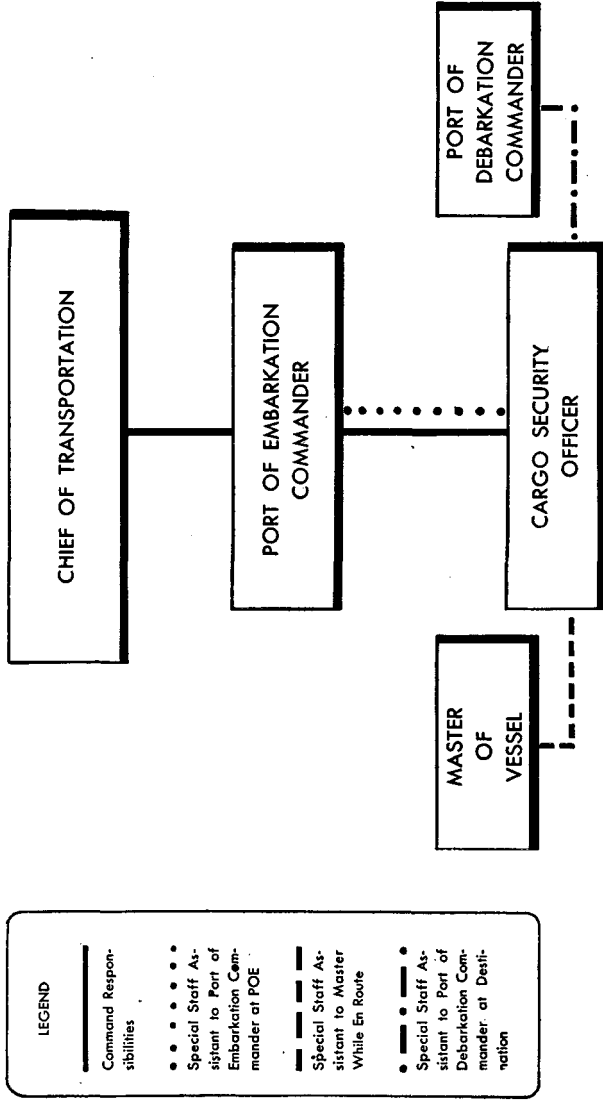 CHIEF OF TRANSPORTATION
PORT OF EMBARKATION
COMMANDER
MASTER
OF
VESSEL
CARGO SECURITY
OFFICER
PORT OF
DEBARKATION
COMMANDER
LEGEND
Command Respon-
sibilities
Special Staff As-
sistant to Port of
Embarkation Com-
mander at POE
Special Staff As-
sistant to Master
While En Route
Special Staff As-
sistant to Port of
Debarkation Com-
mander at Desti-
nation